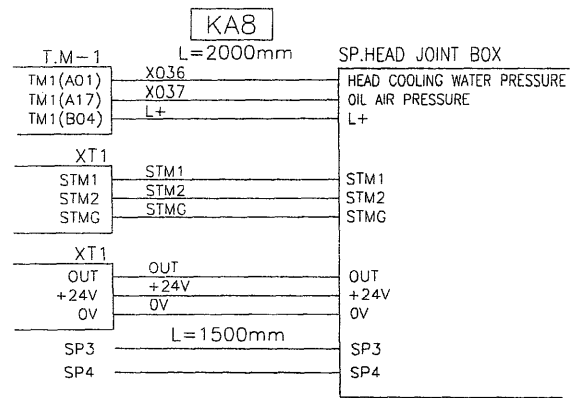 KA8
T.M-1 L=2000mm SP.HEAD JOINT BOX
TM1(A01) X036 HEAD COOLING WATER PRESSURE
TM1(A17) X037 OIL AIR PRESSURE
TM1(B04) L+ L+
XT1
STM1 STM1 STM1
STM2 STM2 STM2
STMG STMG STMG
XT1
OUT OUT OUT
+24V +24V +24V
0V 0V 0V
L=1500mm
SP3 SP3
SP4 SP4